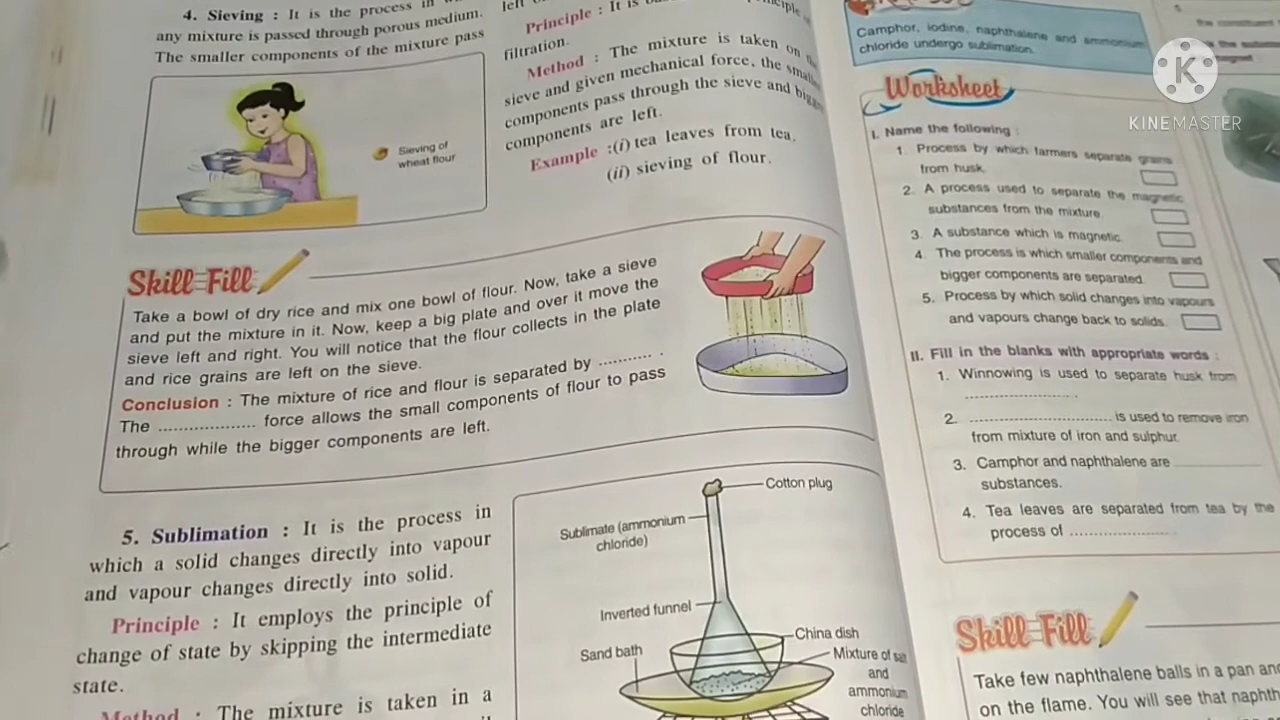 4. Sieving : It is the process in
any mixture is passed through porous medium.
The smaller components of the mixture pass
Sieving of
wheat flour
Principle : It is
filtration.
Method : The mixture is taken on
sieve and given mechanical force, the
components pass through the sieve and
components are left.
Example :(i) tea leaves from tea.
(ii) sieving of flour.
Skill-Fill
Take a bowl of dry rice and mix one bowl of flour. Now, take a sieve
and put the mixture in it. Now, keep a big plate and over it move the
sieve left and right. You will notice that the flour collects in the plate
and rice grains are left on the sieve.
Conclusion : The mixture of rice and flour is separated by ........... .
The ................... force allows the small components of flour to pass
through while the bigger components are left.
5. Sublimation : It is the process in
which a solid changes directly into vapour
and vapour changes directly into solid.
Principle : It employs the principle of
change of state by skipping the intermediate
state.
Method : The mixture is taken in a
Cotton plug
Sublimate (ammonium
chloride)
Inverted funnel
China dish
Sand bath
Mixture of salt
and
ammonium
chloride
Camphor, iodine, naphthalene and ammonium
chloride undergo sublimation.
Worksheet
I. Name the following :
1. Process by which farmers separate grains
from husk.
2. A process used to separate the magnetic
substances from the mixture.
3. A substance which is magnetic.
4. The process is which smaller components and
bigger components are separated.
5. Process by which solid changes into vapours
and vapours change back to solids.
II. Fill in the blanks with appropriate words :
1. Winnowing is used to separate husk from
........................... .
2. ................................ is used to remove iron
from mixture of iron and sulphur.
3. Camphor and naphthalene are ______________
substances.
4. Tea leaves are separated from tea by the
process of ........................
Skill-Fill
Take few naphthalene balls in a pan and
on the flame. You will see that
K
KINEMASTER